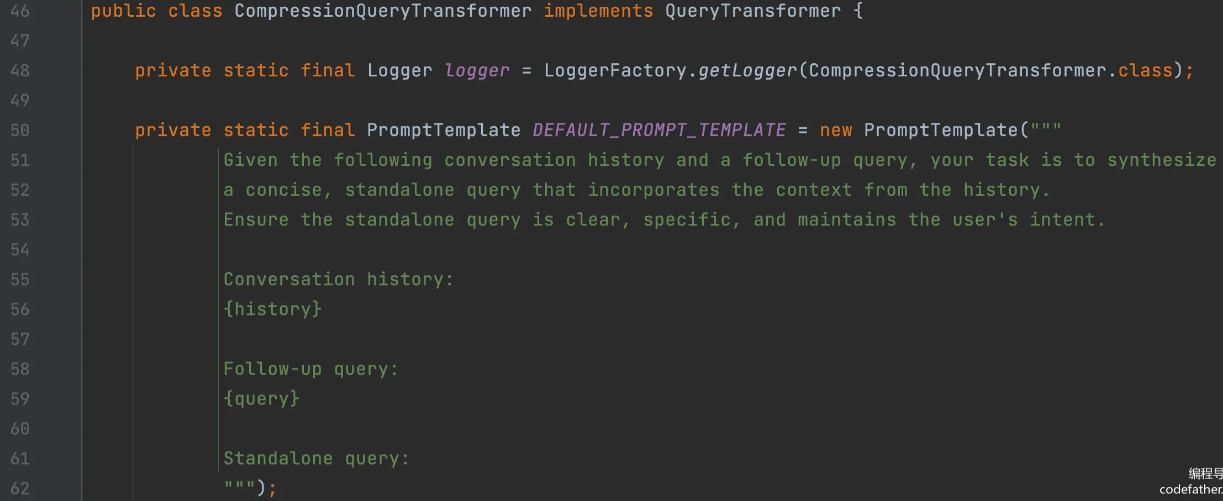 46 public class CompressionQueryTransformer implements QueryTransformer {
47
48 private static final Logger logger = LoggerFactory.getLogger(CompressionQueryTransformer.class);
49
50 private static final PromptTemplate DEFAULT_PROMPT_TEMPLATE = new PromptTemplate("""
51 Given the following conversation history and a follow-up query, your task is to synthesize
52 a concise, standalone query that incorporates the context from the history.
53 Ensure the standalone query is clear, specific, and maintains the user's intent.
54
55 Conversation history:
56 {history}
57
58 Follow-up query:
59 {query}
60
61 Standalone query:
62 """);
编程导
codefather.